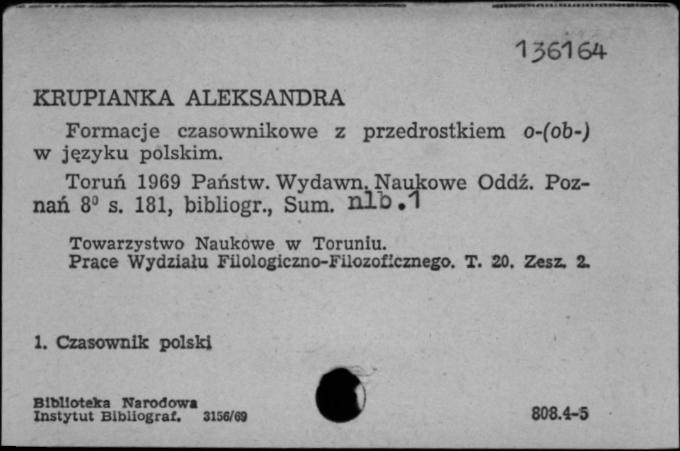 136164
KRUPIANKA ALEKSANDRA
Formacje czasownikowe z przedrostkiem o-(ob-)
w języku polskim.
Toruń 1969 Państw. Wydawn. Naukowe Oddź. Poz-
nań 8⁰ s. 181, bibliogr., Sum. nlb.1
Towarzystwo Naukowe w Toruniu.
Prace Wydziału Filologiczno-Filozoficznego. T. 20. Zesz. 2.
1. Czasownik polski
Biblioteka Narodowa
Instytut Bibliograf. 3156/69
808.4-5